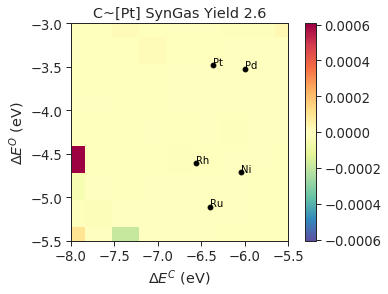 C~[Pt] SynGas Yield 2.6
ΔE^O (eV)
−3.0
−3.5
−4.0
−4.5
−5.0
−5.5
Pt
Pd
Rh
Ni
Ru
−8.0 −7.5 −7.0 −6.5 −6.0 −5.5
ΔE^C (eV)
0.0006
0.0004
0.0002
0.0000
−0.0002
−0.0004
−0.0006